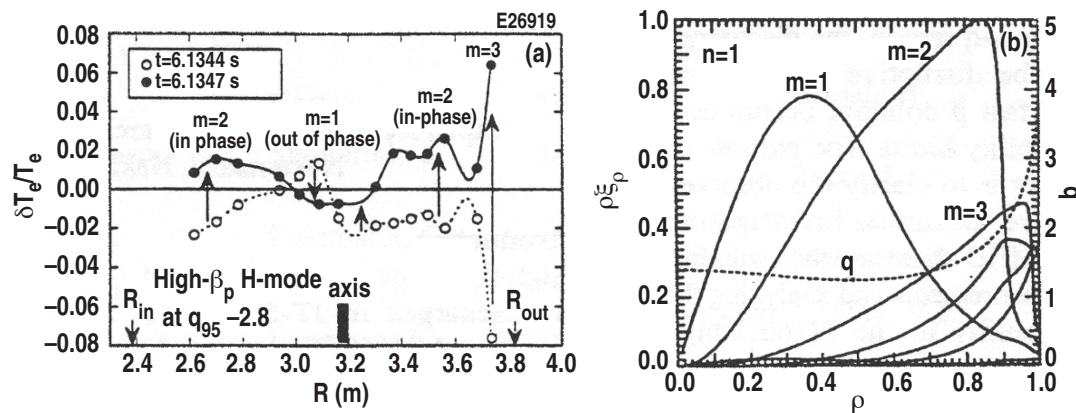 E26919
(a)
t=6.1344 s
t=6.1347 s
m=3
m=2
(in phase)
m=1
(out of phase)
m=2
(in-phase)
High-βp H-mode
at q95 −2.8
Rin
axis
Rout
δTe/Te
0.08
0.06
0.04
0.02
0.00
−0.02
−0.04
−0.06
−0.08
2.4 2.6 2.8 3.0 3.2 3.4 3.6 3.8 4.0
R (m)
(b)
n=1
m=1
m=2
m=3
q
ρξρ
1.0
0.8
0.6
0.4
0.2
0.0
5
4
3
2
1
0
q
0.0 0.2 0.4 0.6 0.8 1.0
ρ